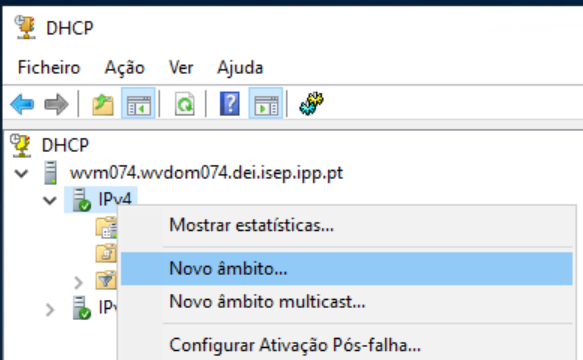 DHCP
Ficheiro Ação Ver Ajuda
DHCP
wvm074.wvdom074.dei.isep.ipp.pt
IPv4
Mostrar estatísticas...
Novo âmbito...
IP
Novo âmbito multicast...
Configurar Ativação Pós-falha...